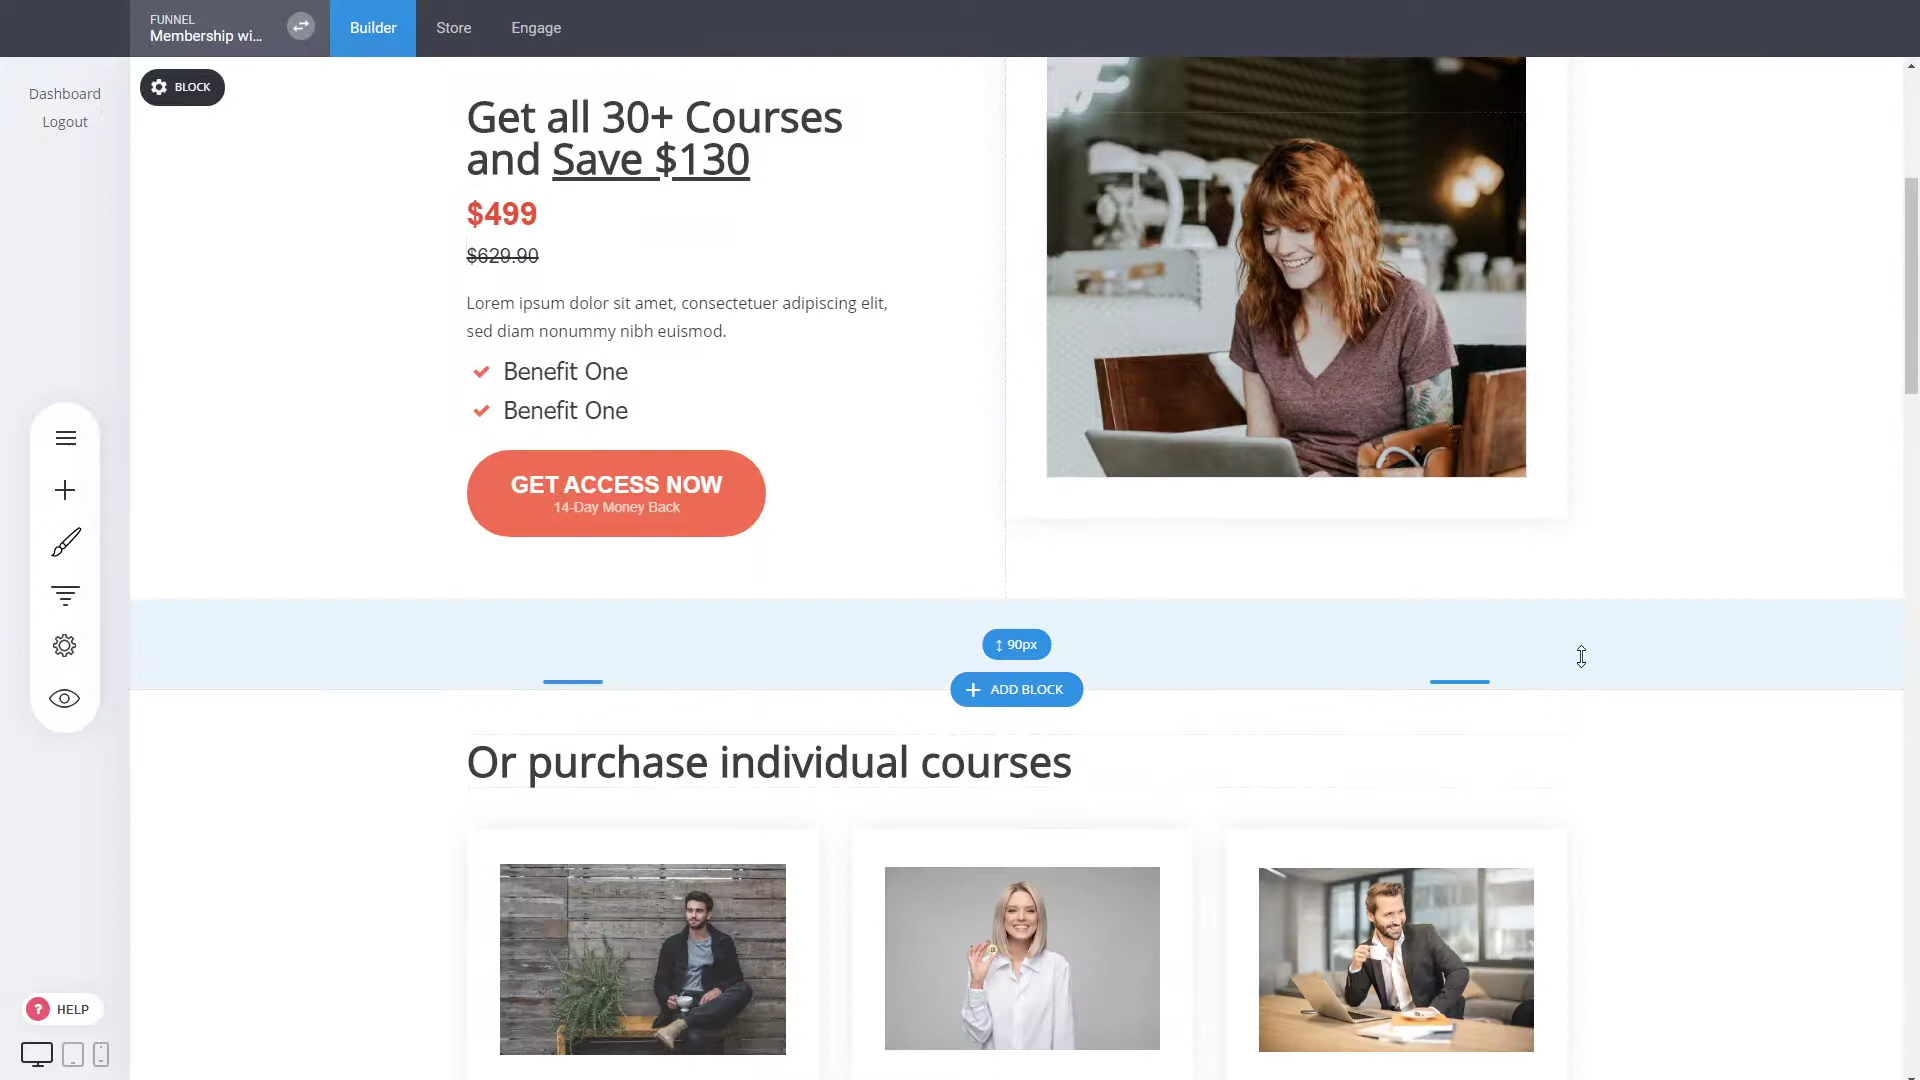 FUNNEL
Membership wi...
Builder
Store
Engage
Dashboard
Logout
BLOCK
Get all 30+ Courses
and Save $130
$499
$629.90
Lorem ipsum dolor sit amet, consectetuer adipiscing elit,
sed diam nonummy nibh euismod.
Benefit One
Benefit One
GET ACCESS NOW
14-Day Money Back
90px
ADD BLOCK
Or purchase individual courses
? HELP